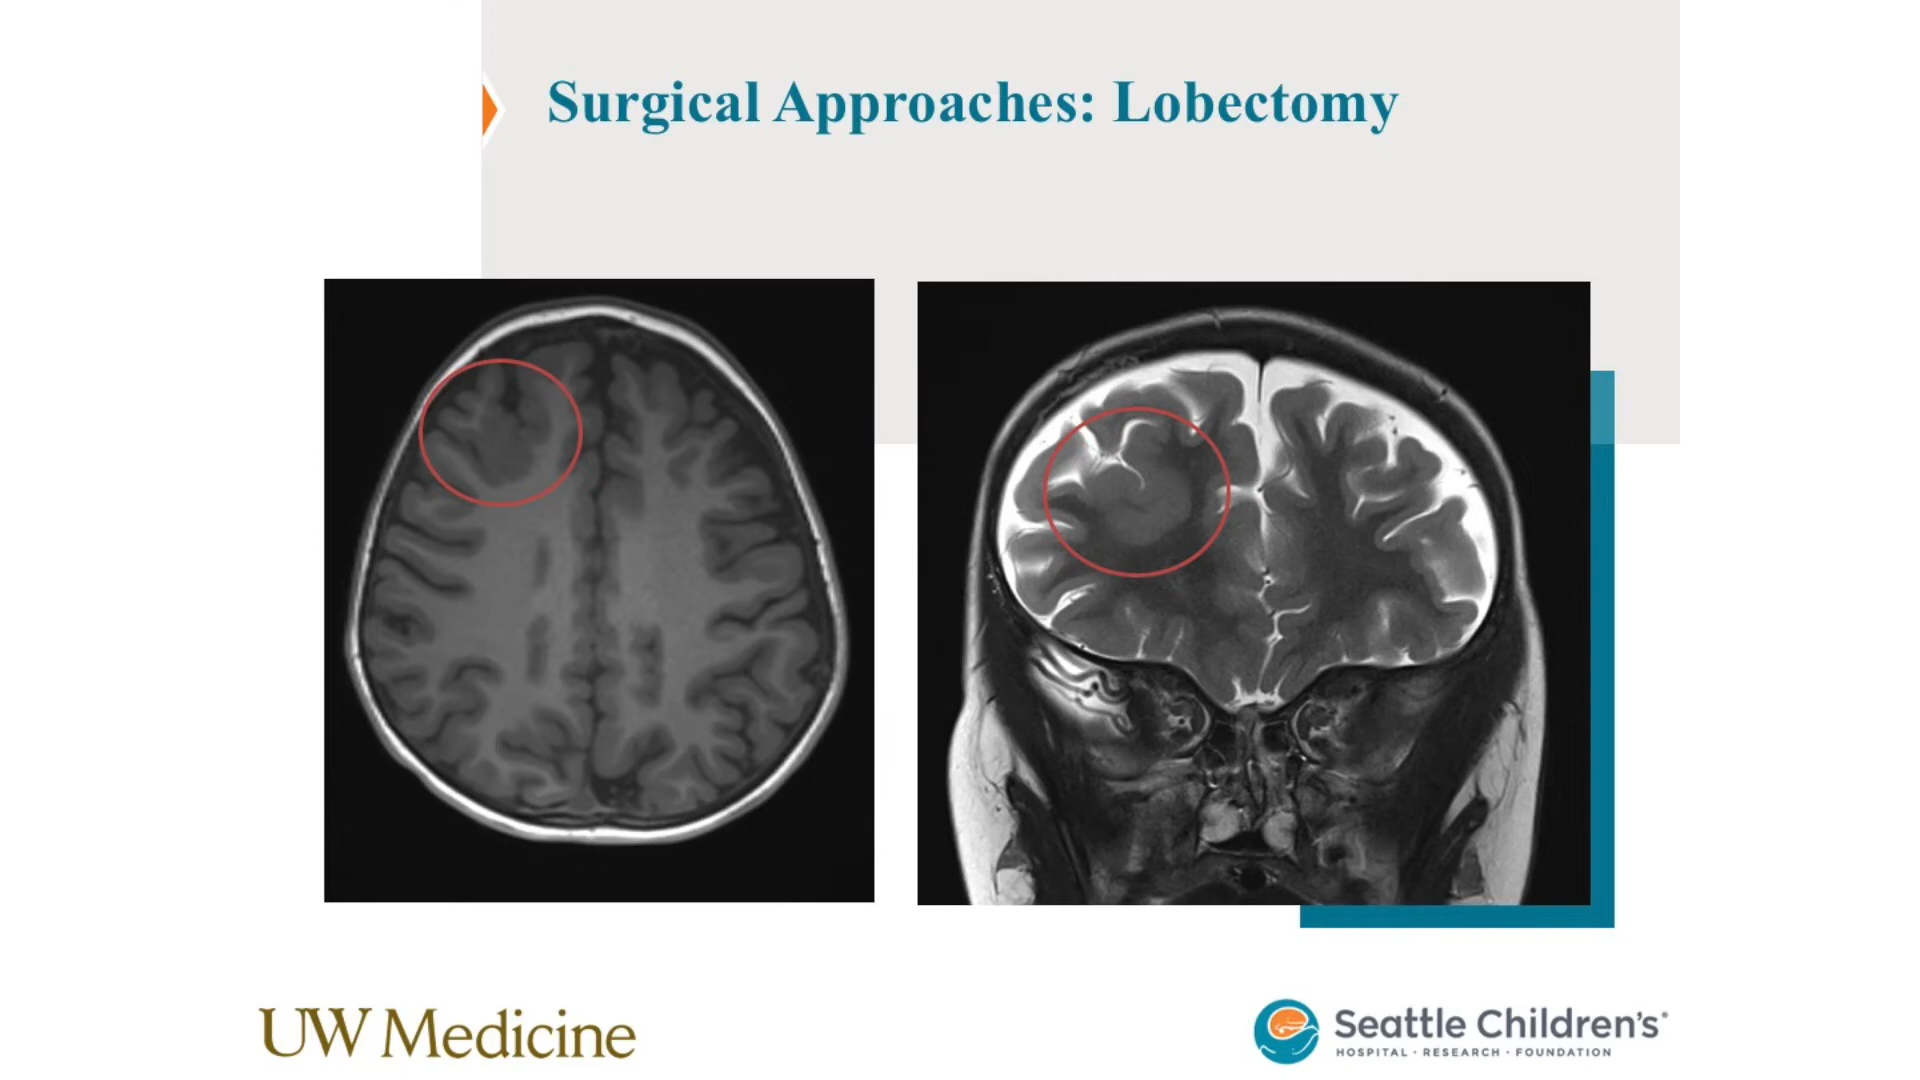 Surgical Approaches: Lobectomy
UW Medicine
Seattle Children's®
HOSPITAL · RESEARCH · FOUNDATION